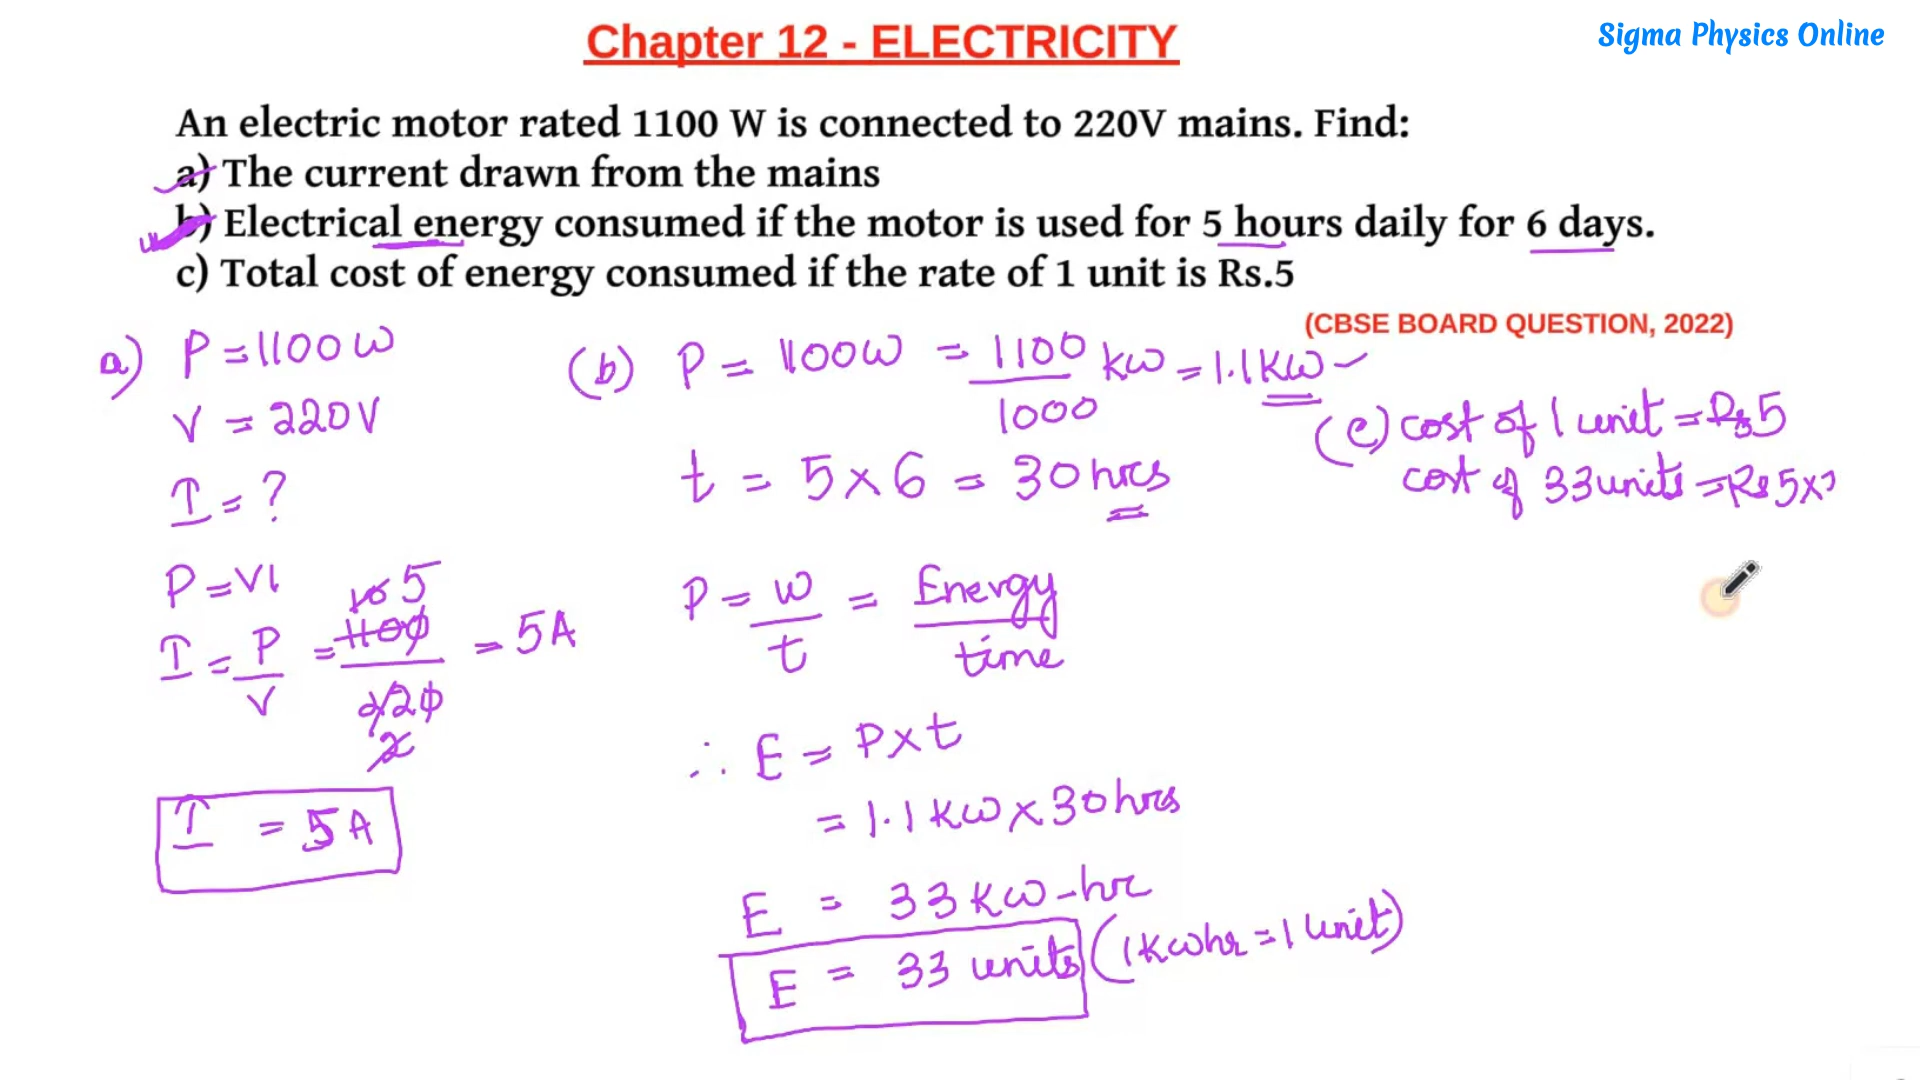 Chapter 12 - ELECTRICITY
Sigma Physics Online
An electric motor rated 1100 W is connected to 220V mains. Find:
a) The current drawn from the mains
b) Electrical energy consumed if the motor is used for 5 hours daily for 6 days.
c) Total cost of energy consumed if the rate of 1 unit is Rs.5
(CBSE BOARD QUESTION, 2022)
a) P = 1100 W
V = 220V
I = ?
P = VI
I = P/V = 1100/220 = 5A
10 5
2
I = 5A
(b) P = 1100W = 1100/1000 kW = 1.1 KW
t = 5 x 6 = 30 hrs
P = W/t = Energy/time
∴ E = P x t
= 1.1 KW x 30 hrs
E = 33 KW-hr
E = 33 units (1 KWhr = 1 unit)
(c) cost of 1 unit = Rs 5
cost of 33 units = Rs 5 x